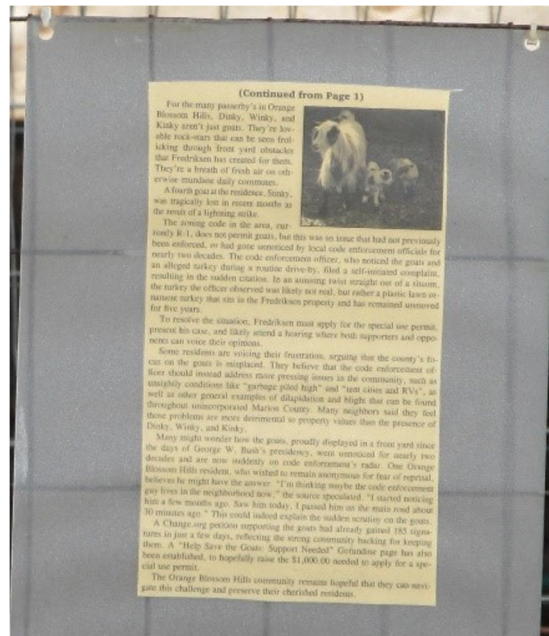 (Continued from Page 1)
For the many passerby's in Orange
Blossom Hills, Dinky, Winky, and
Kinky aren't just goats. They're lov-
able rock-stars that can be seen frol-
icking through front yard obstacles
that Fredriksen has created for them.
They're a breath of fresh air on oth-
erwise mundane daily commutes.
A fourth goat at the residence, Stinky,
was tragically lost in recent months as
the result of a lightning strike.
The zoning code in the area, cur-
rently R-1, does not permit goats, but this was an issue that had not previously
been enforced, or had gone unnoticed by local code enforcement officials for
nearly two decades. The code enforcement officer, who noticed the goats and
an alleged turkey during a routine drive-by, filed a self-initiated complaint,
resulting in the sudden citation. In an amusing twist straight out of a sitcom,
the turkey the officer observed was likely not real, but rather a plastic lawn or-
nament turkey that sits in the Fredriksen property and has remained unmoved
for five years.
To resolve the situation, Fredriksen must apply for the special use permit,
present his case, and likely attend a hearing where both supporters and oppo-
nents can voice their opinions.
Some residents are voicing their frustration, arguing that the county's fo-
cus on the goats is misplaced. They believe that the code enforcement of-
ficer should instead address more pressing issues in the community, such as
unsightly conditions like "garbage piled high" and "tent cities and RVs", as
well as other general examples of dilapidation and blight that can be found
throughout unincorporated Marion County. Many neighbors said they feel
those problems are more detrimental to property values than the presence of
Dinky, Winky, and Kinky.
Many might wonder how the goats, proudly displayed in a front yard since
the days of George W. Bush's presidency, went unnoticed for nearly two
decades and are now suddenly on code enforcement's radar. One Orange
Blossom Hills resident, who wished to remain anonymous for fear of reprisal,
believes he might have the answer. "I'm thinking maybe the code enforcement
guy lives in the neighborhood now," the source speculated. "I started noticing
him a few months ago. Saw him today, I passed him on the main road about
30 minutes ago." This could indeed explain the sudden scrutiny on the goats.
A Change.org petition supporting the goats had already gained 185 signa-
tures in just a few days, reflecting the strong community backing for keeping
them. A "Help Save the Goats: Support Needed" Gofundme page has also
been established, to hopefully raise the $1,000.00 needed to apply for a spe-
cial use permit.
The Orange Blossom Hills community remains hopeful that they can navi-
gate this challenge and preserve their cherished residents.